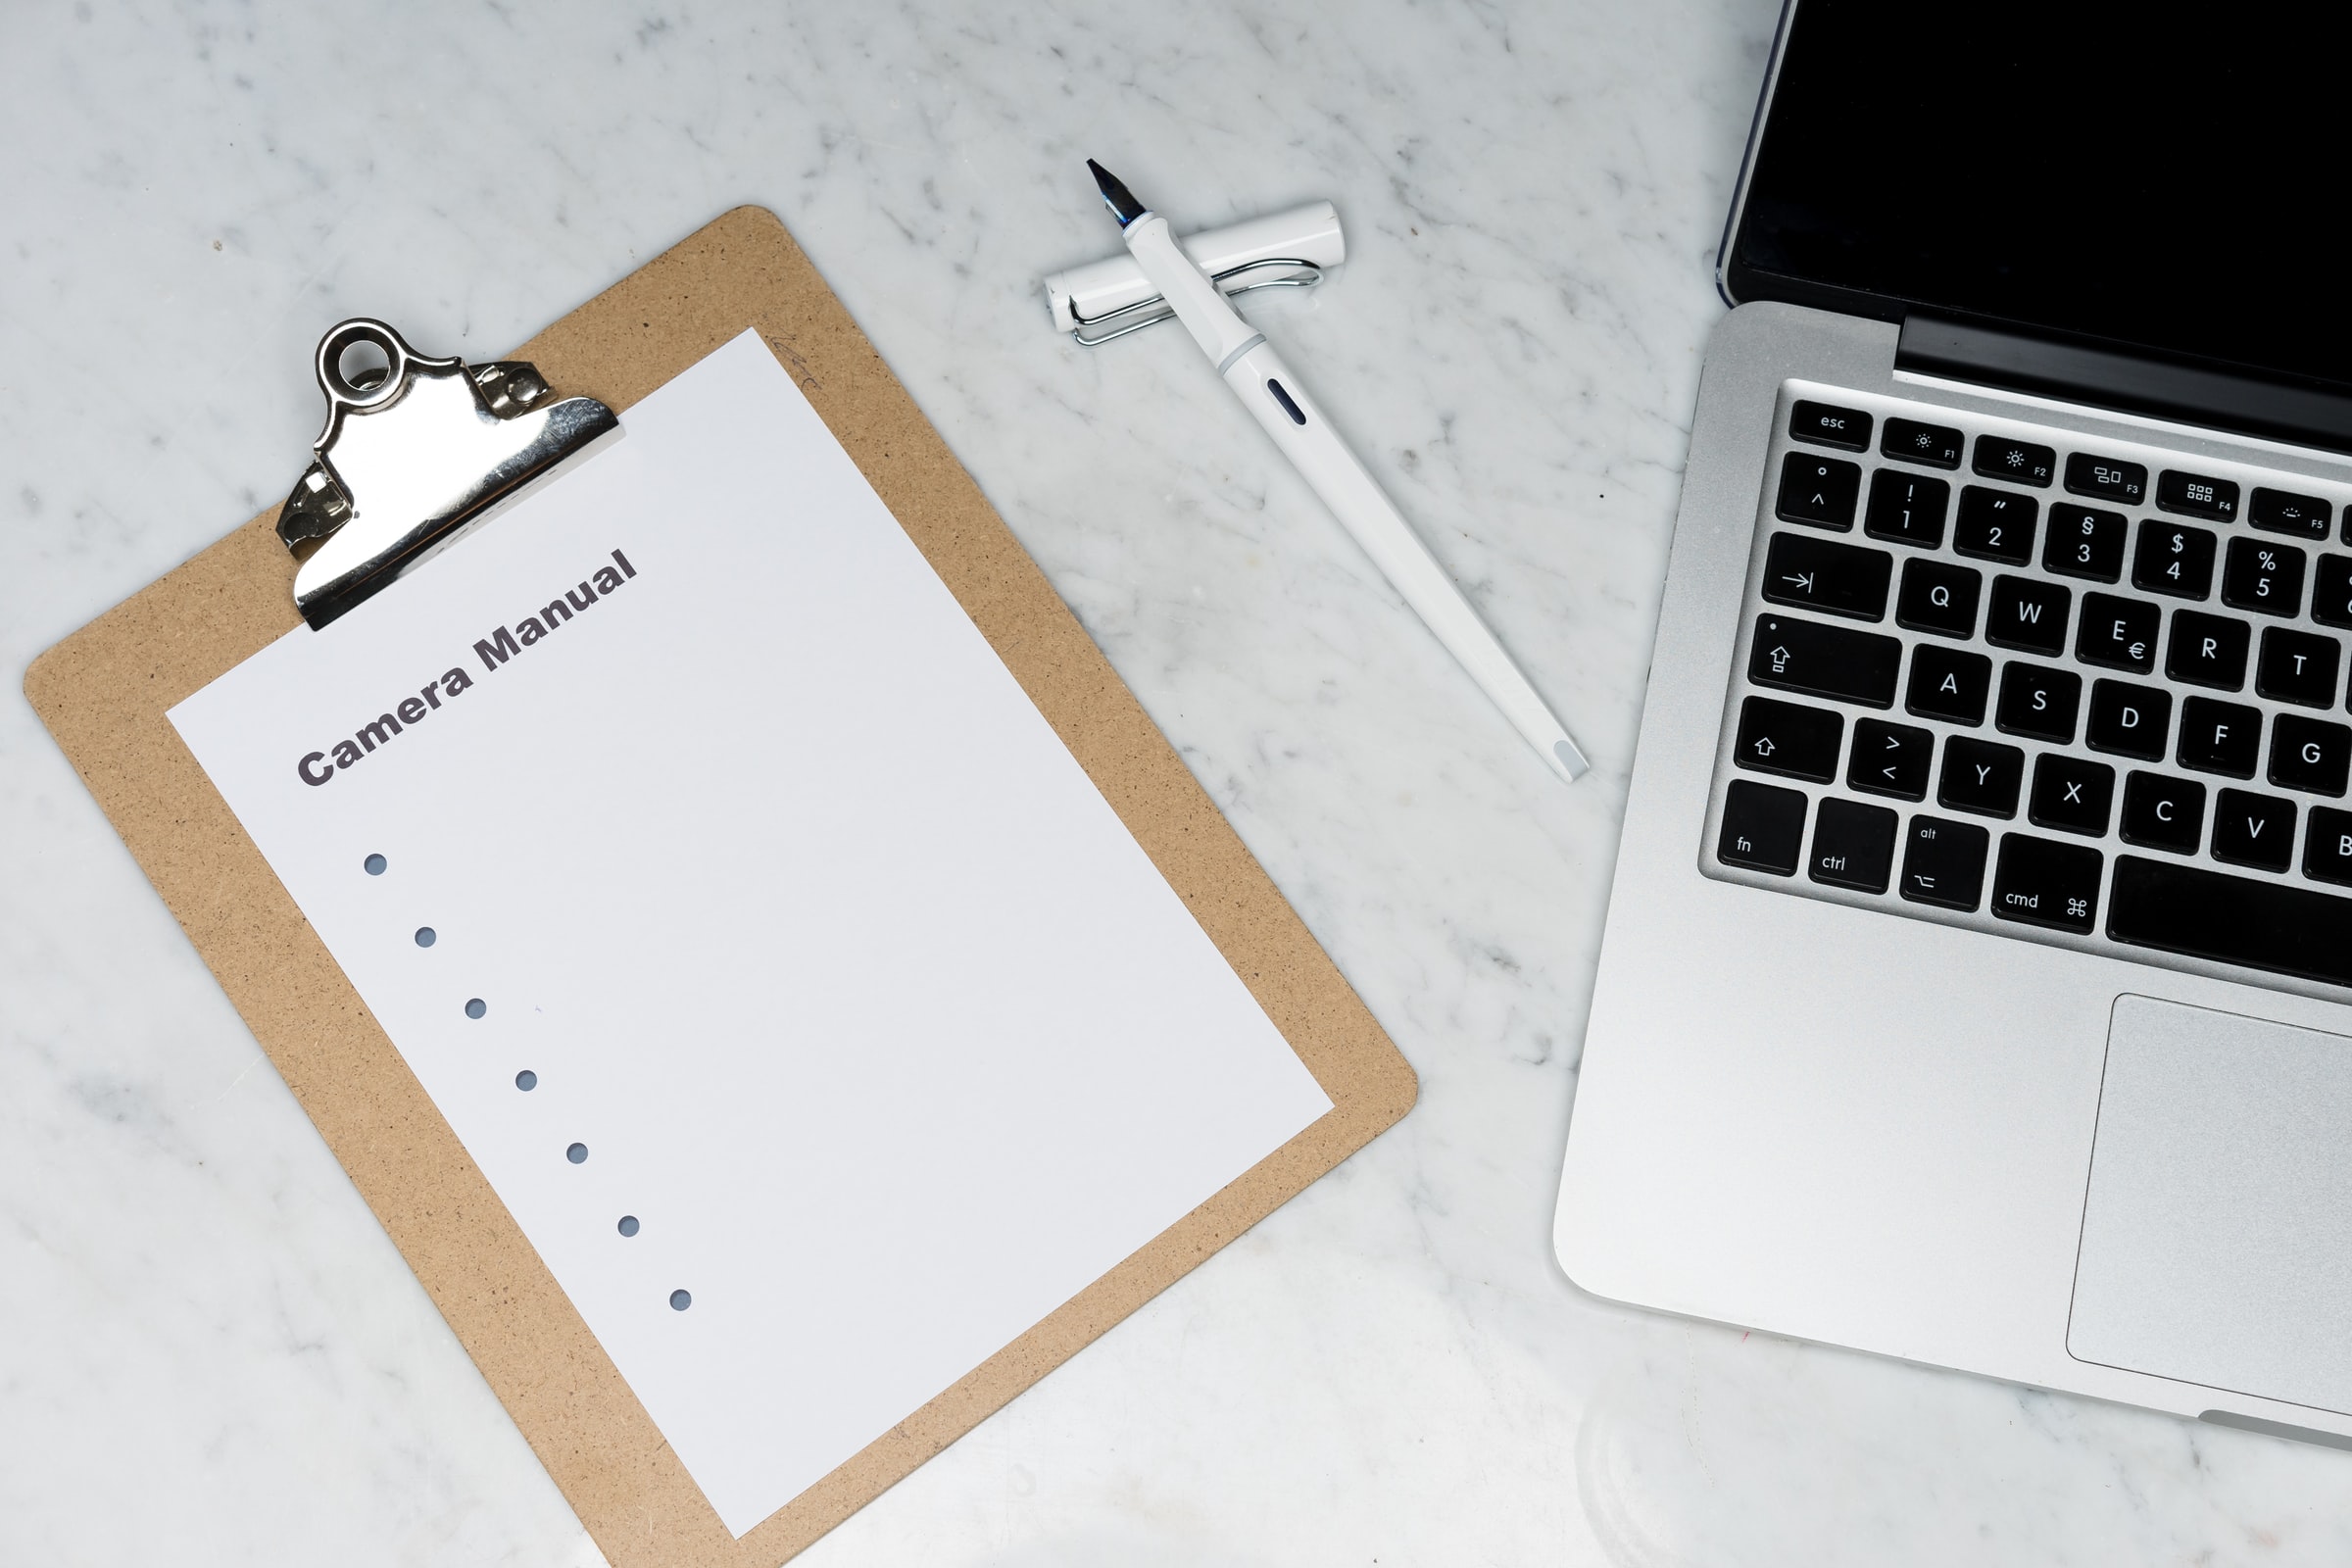 Camera Manual
esc
F1
F2
F3
F4
F5
° ^
! 1
" 2
§ 3
$ 4
% 5
Q
W
E €
R
T
A
S
D
F
G
> <
Y
X
C
V
B
fn
ctrl
alt
cmd ⌘